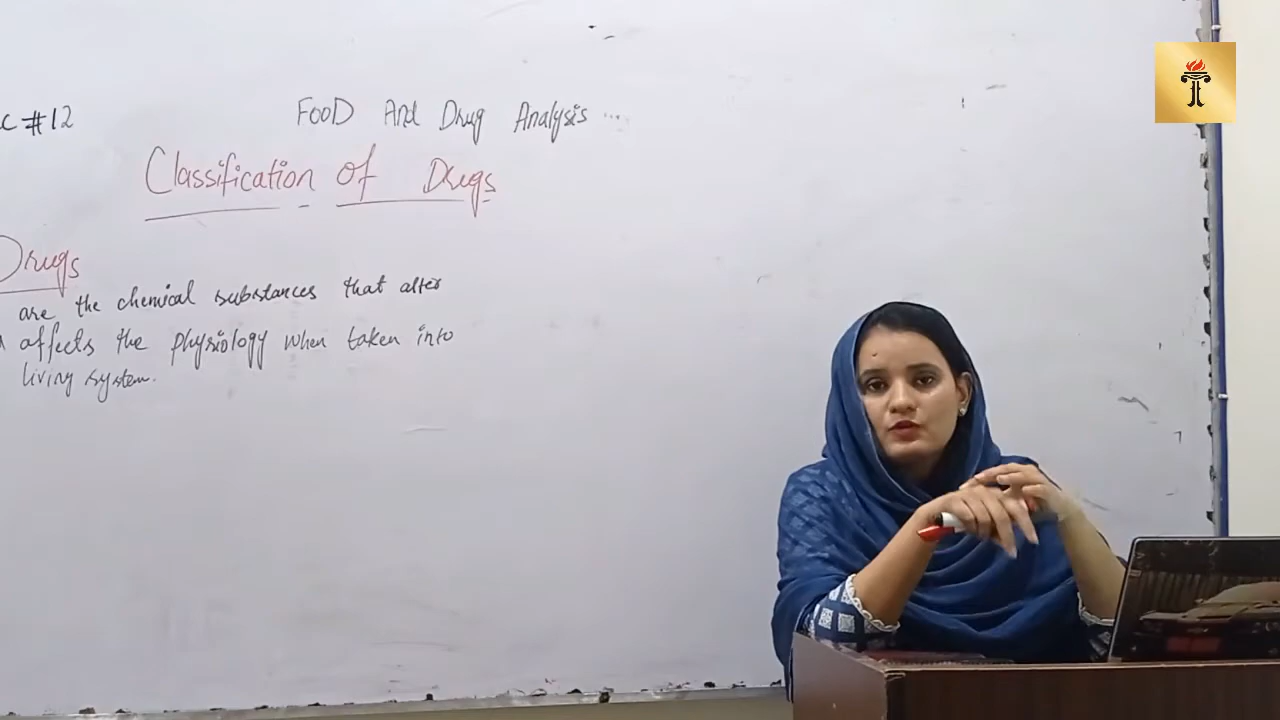 c #12
FOOD And Drug Analysis ...
Classification of Drugs
Drugs
are the chemical substances that alter
affects the physiology when taken into
living system.